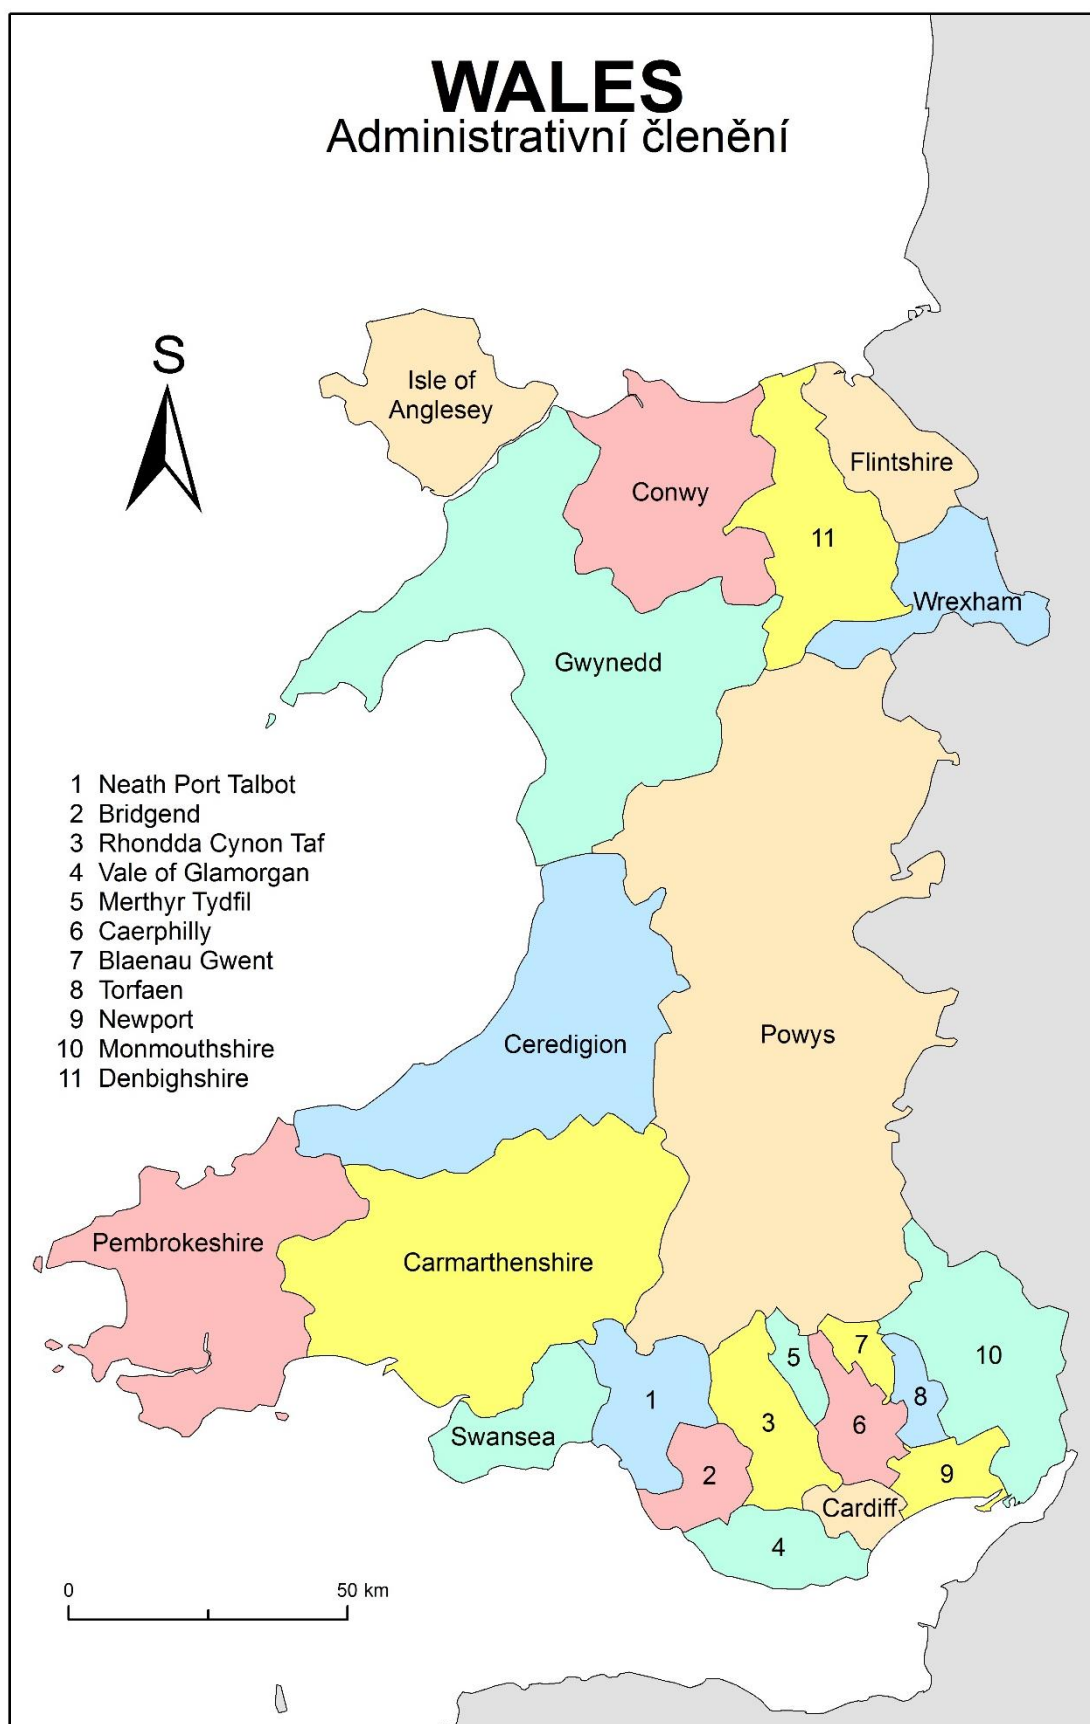 WALES
Administrativní členění
S
Isle of
Anglesey
Conwy
Flintshire
11
Wrexham
Gwynedd
1 Neath Port Talbot
2 Bridgend
3 Rhondda Cynon Taf
4 Vale of Glamorgan
5 Merthyr Tydfil
6 Caerphilly
7 Blaenau Gwent
8 Torfaen
9 Newport
10 Monmouthshire
11 Denbighshire
Powys
Ceredigion
Pembrokeshire
Carmarthenshire
Swansea
1
2
3
5
7
6
8
10
9
Cardiff
4
0 50 km